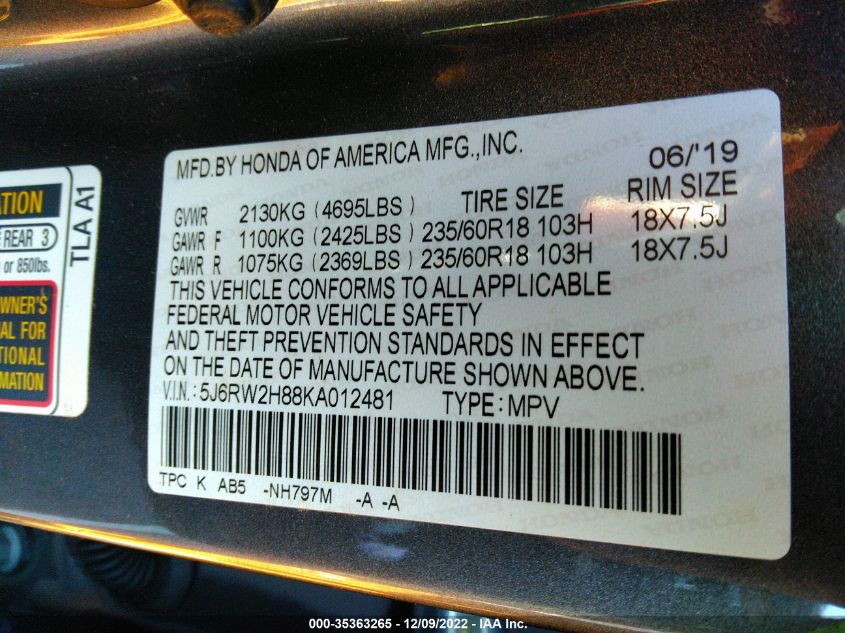 ATION
REAR 3
or 850lbs.
OWNER'S
AL FOR
TIONAL
MATION
TLA A1
MFD.BY HONDA OF AMERICA MFG.,INC. 06/'19
TIRE SIZE RIM SIZE
GVWR 2130KG (4695LBS)
GAWR F 1100KG (2425LBS) 235/60R18 103H 18X7.5J
GAWR R 1075KG (2369LBS) 235/60R18 103H 18X7.5J
THIS VEHICLE CONFORMS TO ALL APPLICABLE
FEDERAL MOTOR VEHICLE SAFETY
AND THEFT PREVENTION STANDARDS IN EFFECT
ON THE DATE OF MANUFACTURE SHOWN ABOVE.
V.I.N.: 5J6RW2H88KA012481 TYPE: MPV
TPC K AB5 -NH797M -A -A
000-35363265 - 12/09/2022 - IAA Inc.